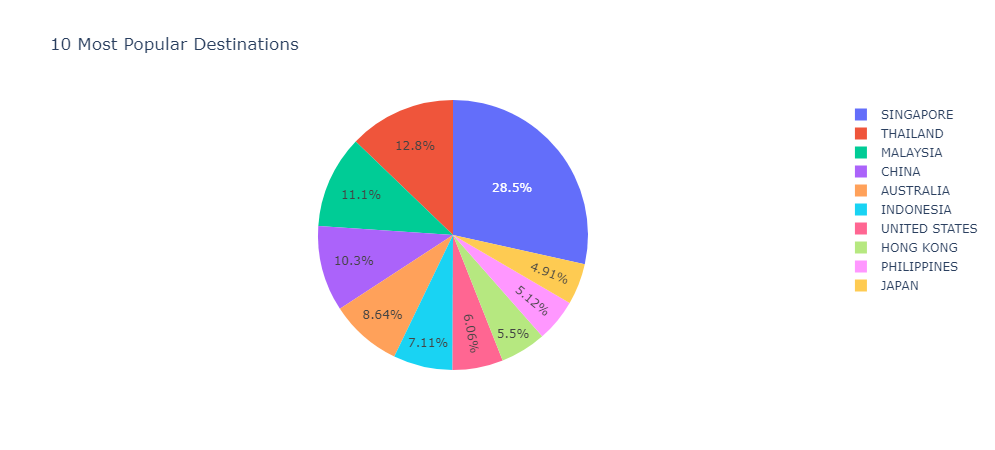 10 Most Popular Destinations
12.8%
28.5%
11.1%
10.3%
4.91%
5.12%
8.64%
7.11%
6.06%
5.5%
SINGAPORE
THAILAND
MALAYSIA
CHINA
AUSTRALIA
INDONESIA
UNITED STATES
HONG KONG
PHILIPPINES
JAPAN